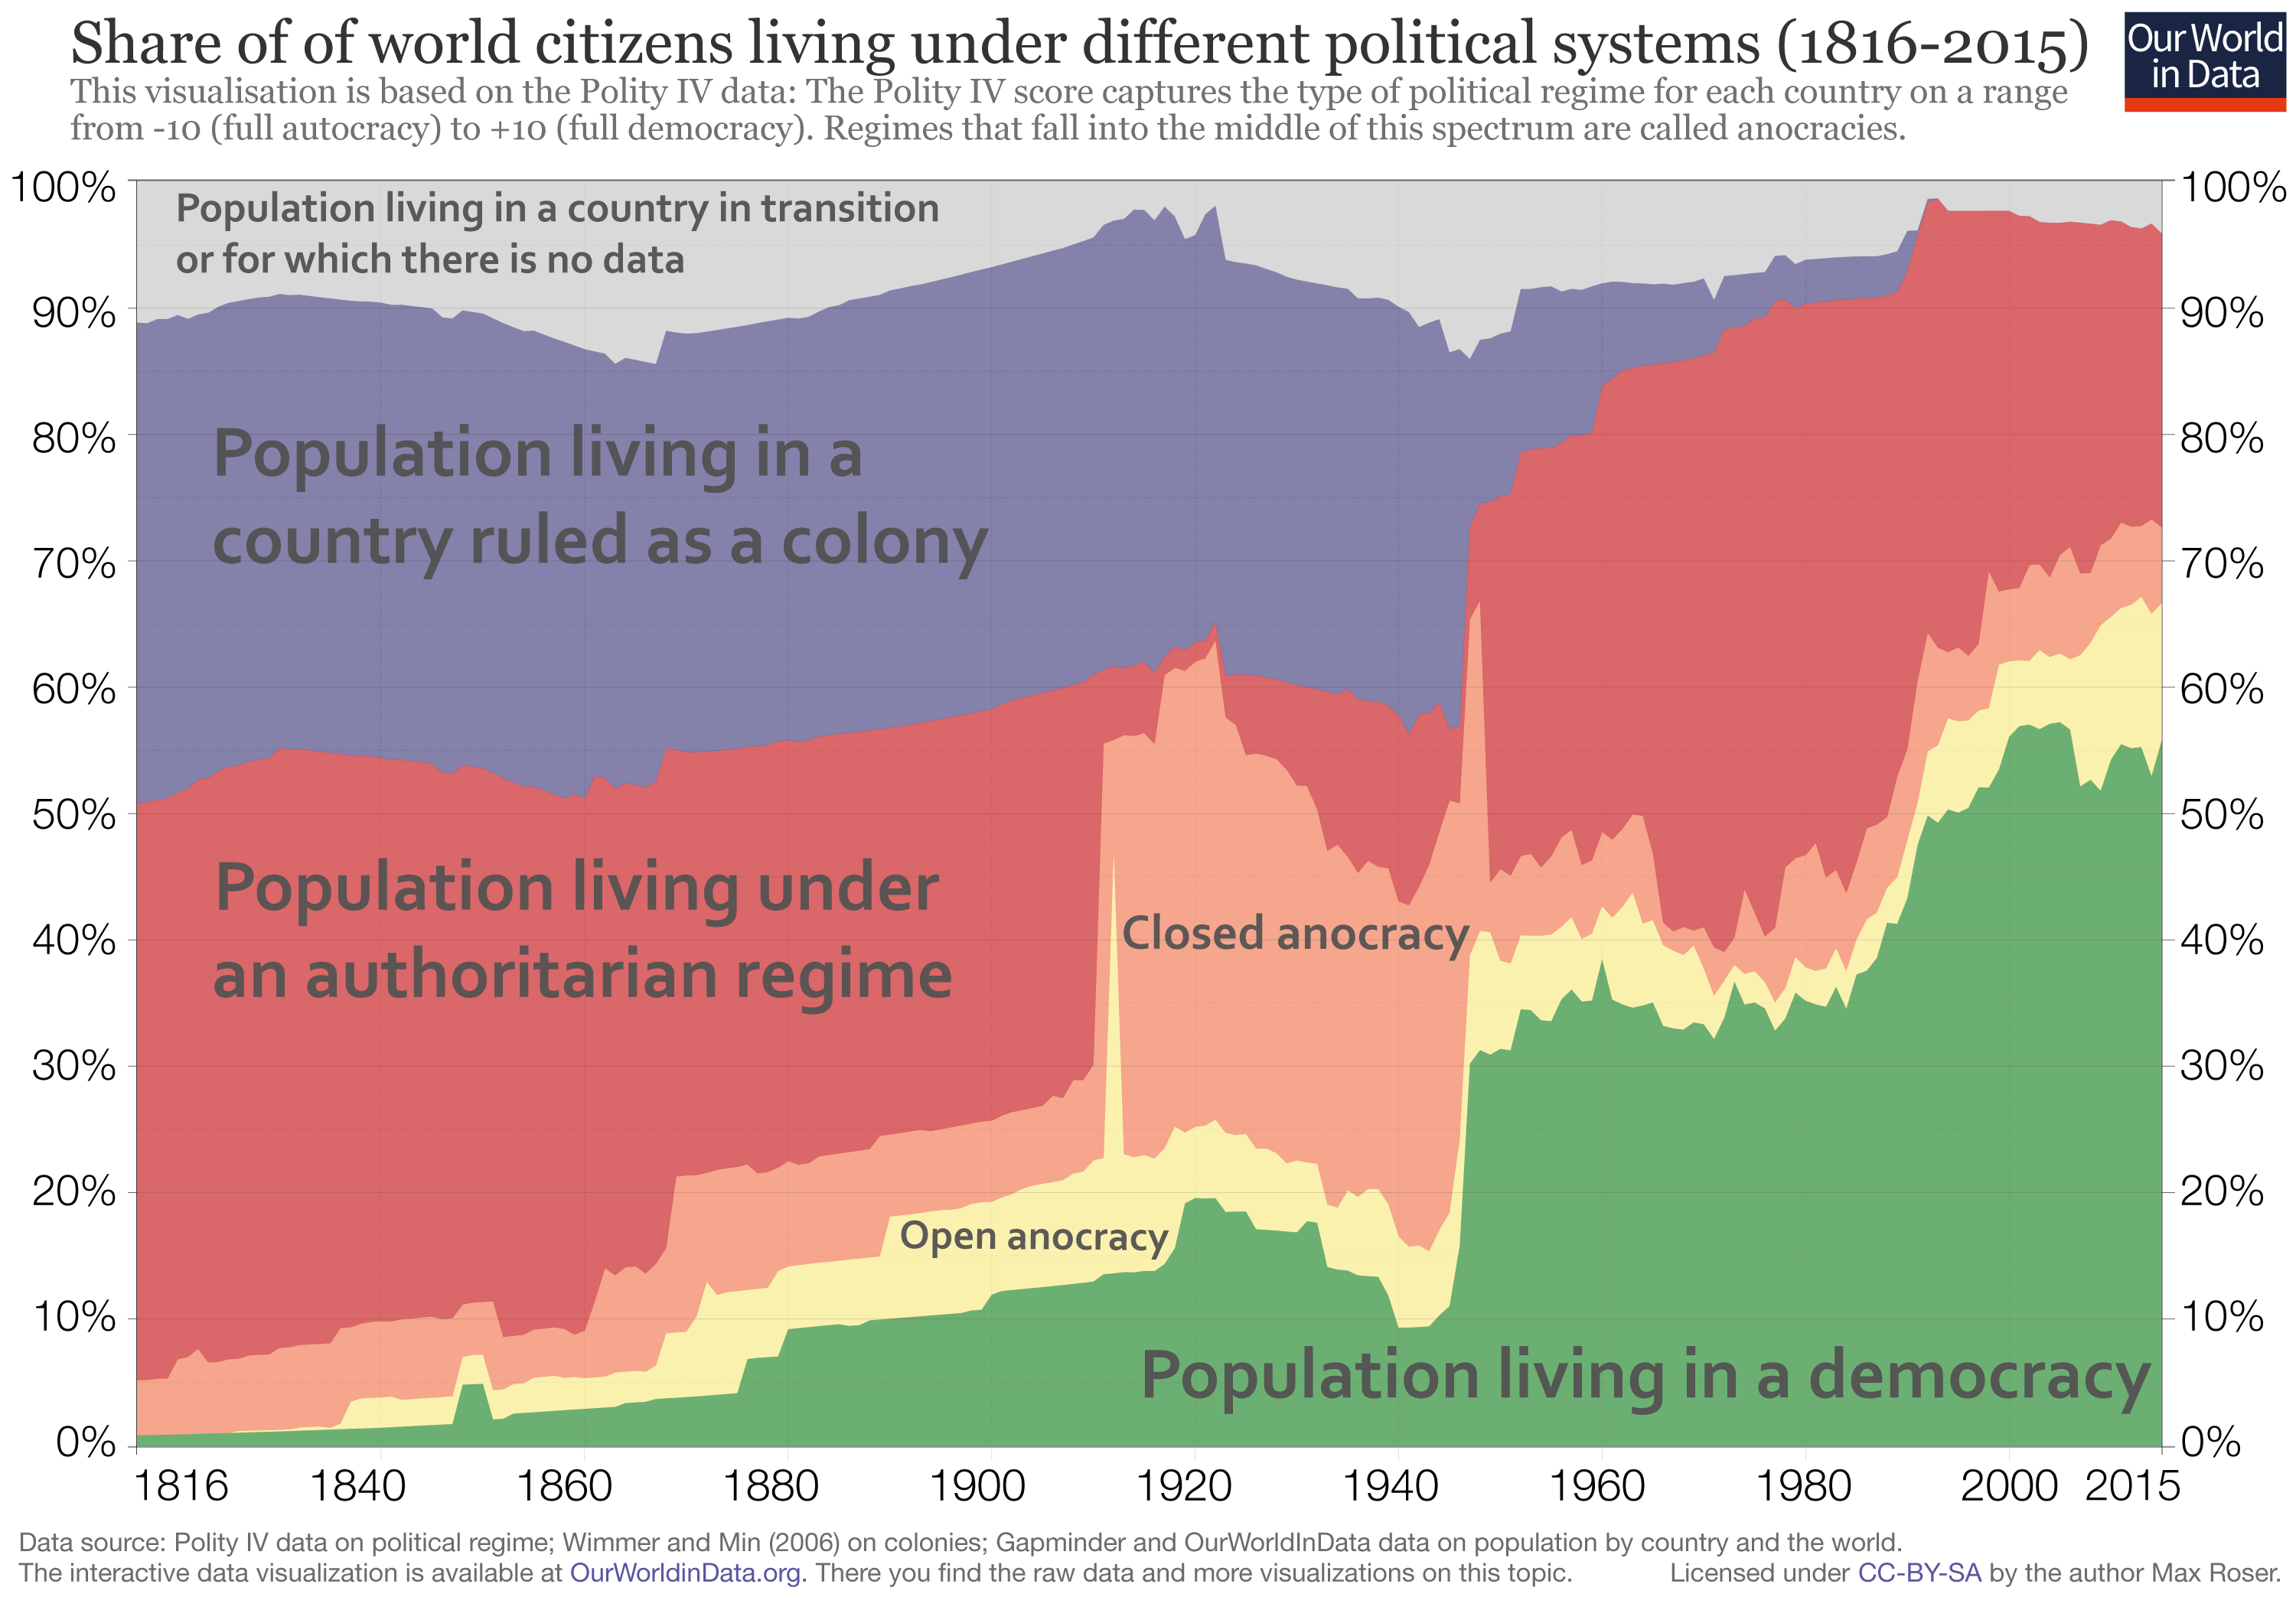 Share of of world citizens living under different political systems (1816-2015)
Our World
in Data
This visualisation is based on the Polity IV data: The Polity IV score captures the type of political regime for each country on a range
from -10 (full autocracy) to +10 (full democracy). Regimes that fall into the middle of this spectrum are called anocracies.
100%
100%
Population living in a country in transition
or for which there is no data
90%
90%
80%
80%
Population living in a
country ruled as a colony
70%
70%
60%
60%
50%
50%
Population living under
an authoritarian regime
40%
40%
Closed anocracy
30%
30%
20%
20%
Open anocracy
10%
10%
Population living in a democracy
0%
0%
1816 1840 1860 1880 1900 1920 1940 1960 1980 2000 2015
Data source: Polity IV data on political regime; Wimmer and Min (2006) on colonies; Gapminder and OurWorldInData data on population by country and the world.
The interactive data visualization is available at OurWorldinData.org. There you find the raw data and more visualizations on this topic.
Licensed under CC-BY-SA by the author Max Roser.